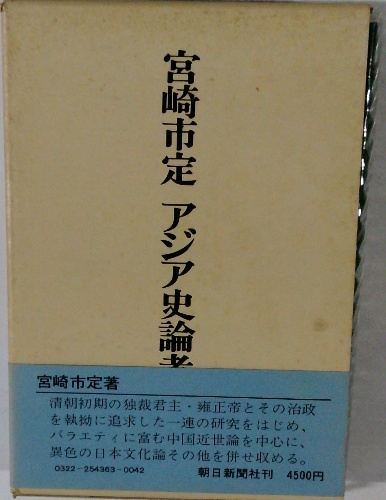 宮崎市定 アジア史論考
宮崎市定著
清朝初期の独裁君主・雍正帝とその治政
を執拗に追求した一連の研究をはじめ、
バラエティに富む中国近世論を中心に、
異色の日本文化論その他を併せ収める。
0322-254363-0042
朝日新聞社刊 4500円